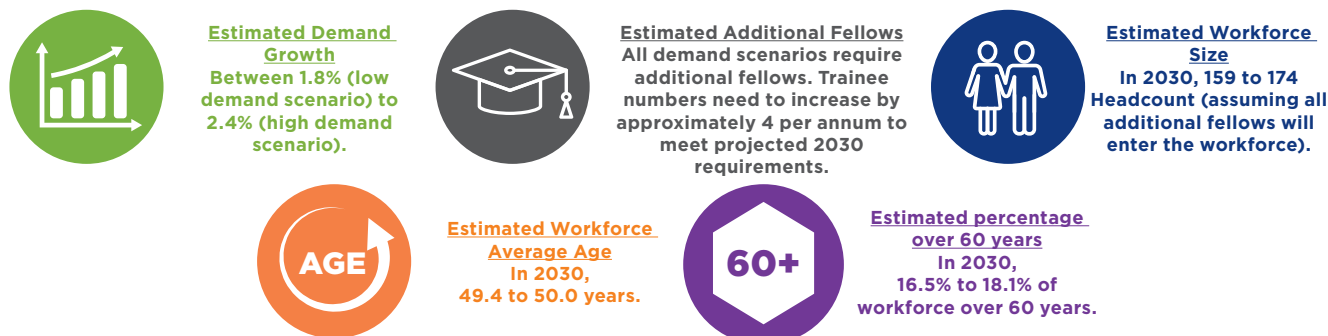 Estimated Demand
Growth
Between 1.8% (low
demand scenario) to
2.4% (high demand
scenario).
Estimated Additional Fellows
All demand scenarios require
additional fellows. Trainee
numbers need to increase by
approximately 4 per annum to
meet projected 2030
requirements.
Estimated Workforce
Size
In 2030, 159 to 174
Headcount (assuming all
additional fellows will
enter the workforce).
AGE
Estimated Workforce
Average Age
In 2030,
49.4 to 50.0 years.
60+
Estimated percentage
over 60 years
In 2030,
16.5% to 18.1% of
workforce over 60 years.